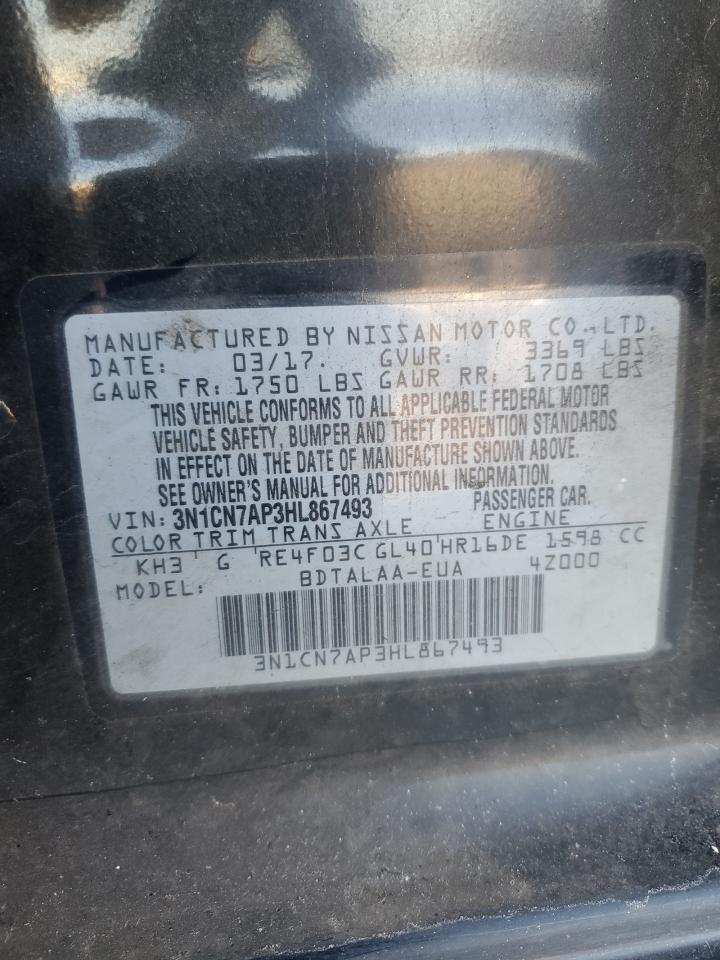 MANUFACTURED BY NISSAN MOTOR CO.,LTD.
DATE: 03/17. GVWR: 3369 LBS
GAWR FR: 1750 LBS GAWR RR: 1708 LBS
THIS VEHICLE CONFORMS TO ALL APPLICABLE FEDERAL MOTOR
VEHICLE SAFETY, BUMPER AND THEFT PREVENTION STANDARDS
IN EFFECT ON THE DATE OF MANUFACTURE SHOWN ABOVE.
SEE OWNER'S MANUAL FOR ADDITIONAL INFORMATION.
VIN: 3N1CN7AP3HL867493 PASSENGER CAR.
COLOR TRIM TRANS AXLE ENGINE
KH3 G RE4F03C GL40 HR16DE 1598 CC
MODEL: BDTALAA-EUA 4Z000
3N1CN7AP3HL867493